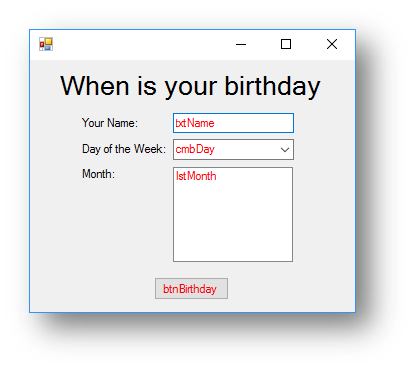 When is your birthday
Your Name: txtName
Day of the Week: cmbDay
Month: lstMonth
btnBirthday